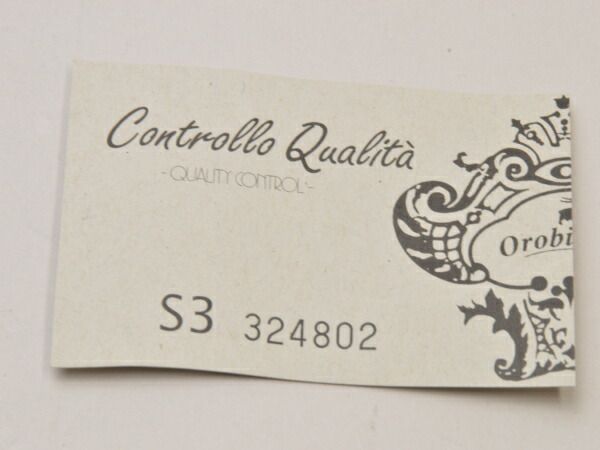 Controllo Qualità
- QUALITY CONTROL -
Orobi
S3 324802